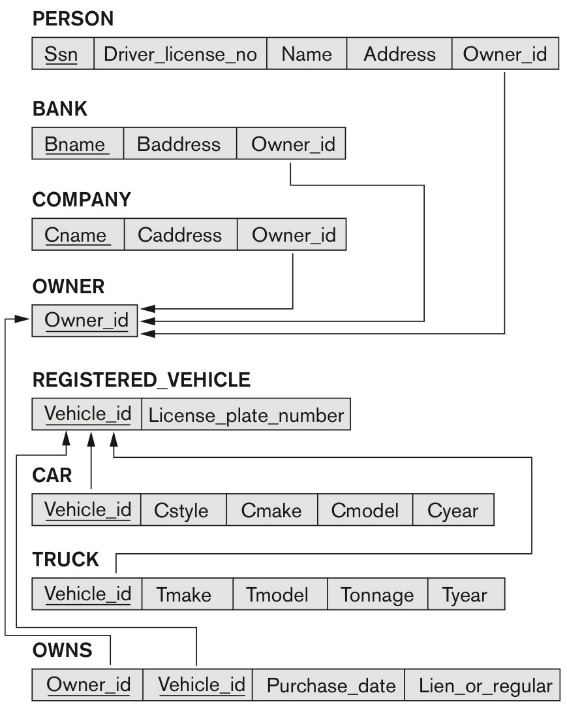 PERSON
Ssn Driver_license_no Name Address Owner_id
BANK
Bname Baddress Owner_id
COMPANY
Cname Caddress Owner_id
OWNER
Owner_id
REGISTERED_VEHICLE
Vehicle_id License_plate_number
CAR
Vehicle_id Cstyle Cmake Cmodel Cyear
TRUCK
Vehicle_id Tmake Tmodel Tonnage Tyear
OWNS
Owner_id Vehicle_id Purchase_date Lien_or_regular